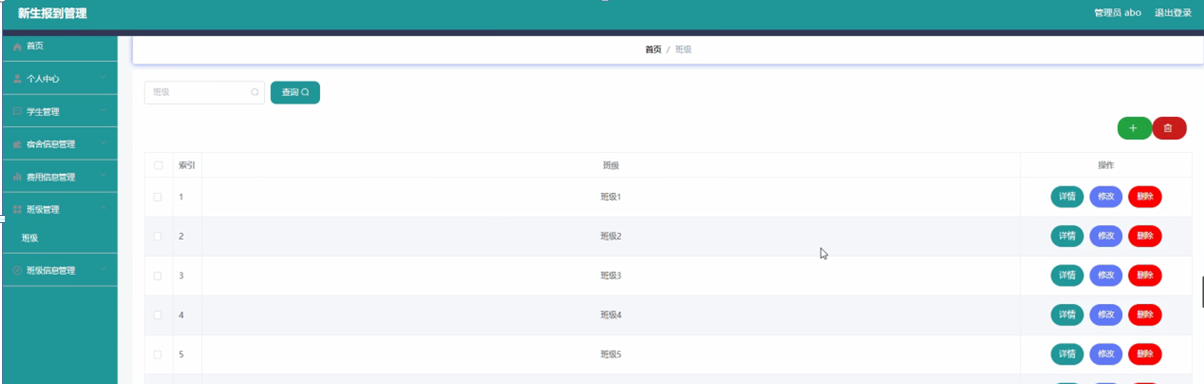 新生报到管理
管理员 abo 退出登录
首页
个人中心
学生管理
宿舍信息管理
费用信息管理
班级管理
班级
班级信息管理
首页 / 班级
班级 查询
索引 班级 操作
1 班级1 详情 修改 删除
2 班级2 详情 修改 删除
3 班级3 详情 修改 删除
4 班级4 详情 修改 删除
5 班级5 详情 修改 删除